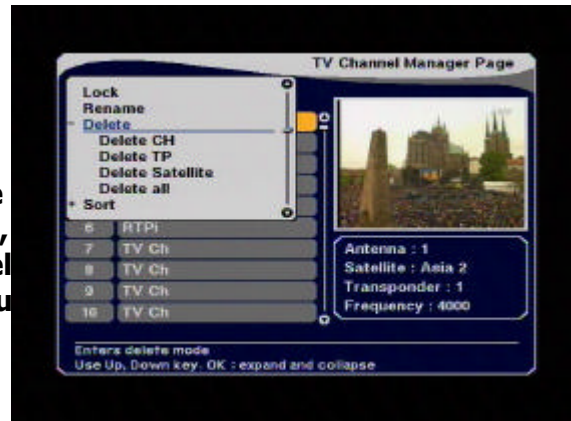 TV Channel Manager Page
Lock
Rename
- Delete
Delete CH
Delete TP
Delete Satellite
Delete all
+ Sort
6 RTPi
7 TV Ch
8 TV Ch
9 TV Ch
10 TV Ch
Antenna : 1
Satellite : Asia 2
Transponder : 1
Frequency : 4000
Enters delete mode
Use Up, Down key. OK : expand and collapse